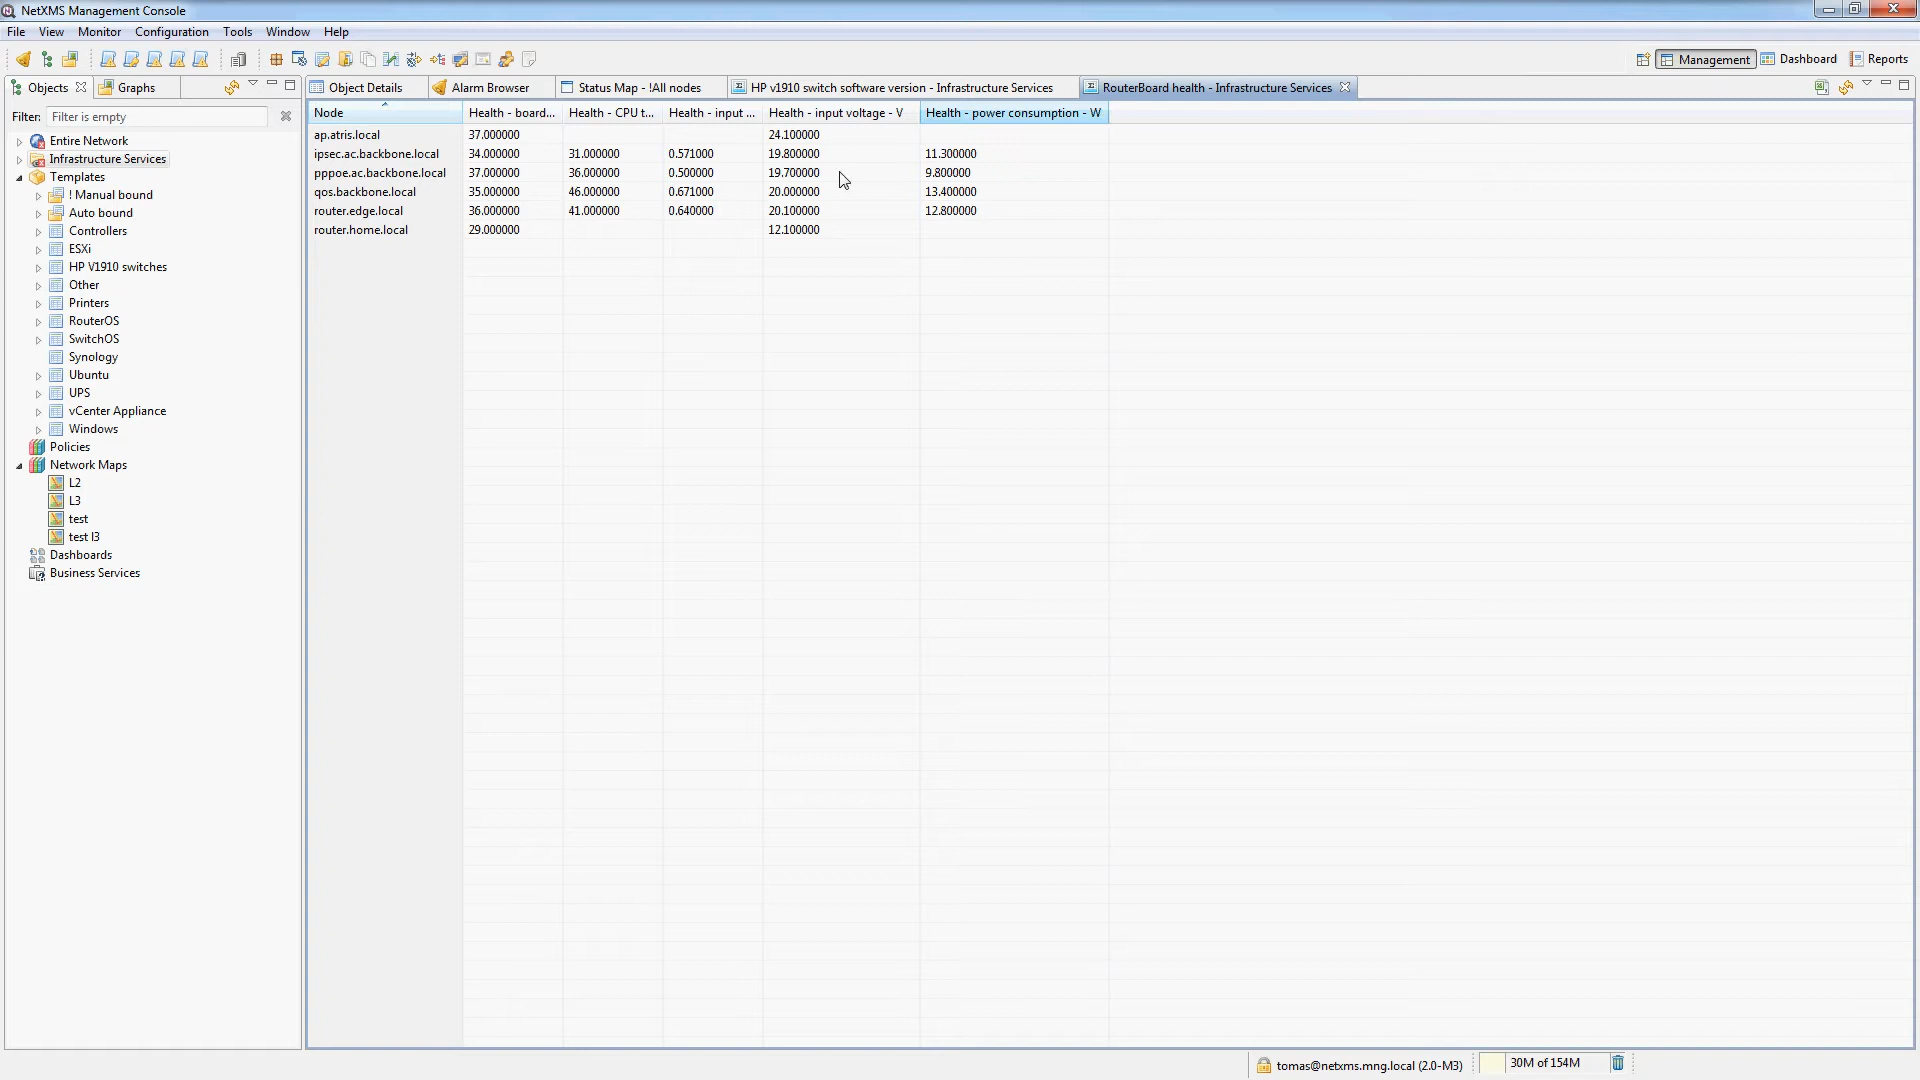 NetXMS Management Console
File View Monitor Configuration Tools Window Help
Management Dashboard Reports
Objects Graphs
Filter: Filter is empty
Entire Network
Infrastructure Services
Templates
! Manual bound
Auto bound
Controllers
ESXi
HP V1910 switches
Other
Printers
RouterOS
SwitchOS
Synology
Ubuntu
UPS
vCenter Appliance
Windows
Policies
Network Maps
L2
L3
test
test l3
Dashboards
Business Services
Object Details Alarm Browser Status Map - !All nodes HP v1910 switch software version - Infrastructure Services RouterBoard health - Infrastructure Services
Node Health - board... Health - CPU t... Health - input ... Health - input voltage - V Health - power consumption - W
ap.atris.local 37.000000 24.100000
ipsec.ac.backbone.local 34.000000 31.000000 0.571000 19.800000 11.300000
pppoe.ac.backbone.local 37.000000 36.000000 0.500000 19.700000 9.800000
qos.backbone.local 35.000000 46.000000 0.671000 20.000000 13.400000
router.edge.local 36.000000 41.000000 0.640000 20.100000 12.800000
router.home.local 29.000000 12.100000
tomas@netxms.mng.local (2.0-M3) 30M of 154M